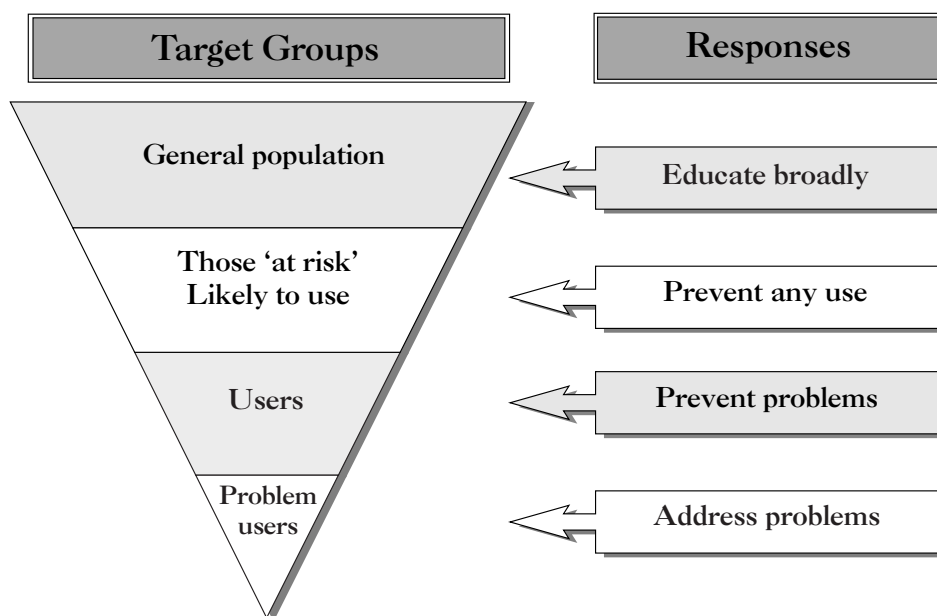 Target Groups
Responses
General population
Educate broadly
Those ‘at risk’
Likely to use
Prevent any use
Users
Prevent problems
Problem
users
Address problems